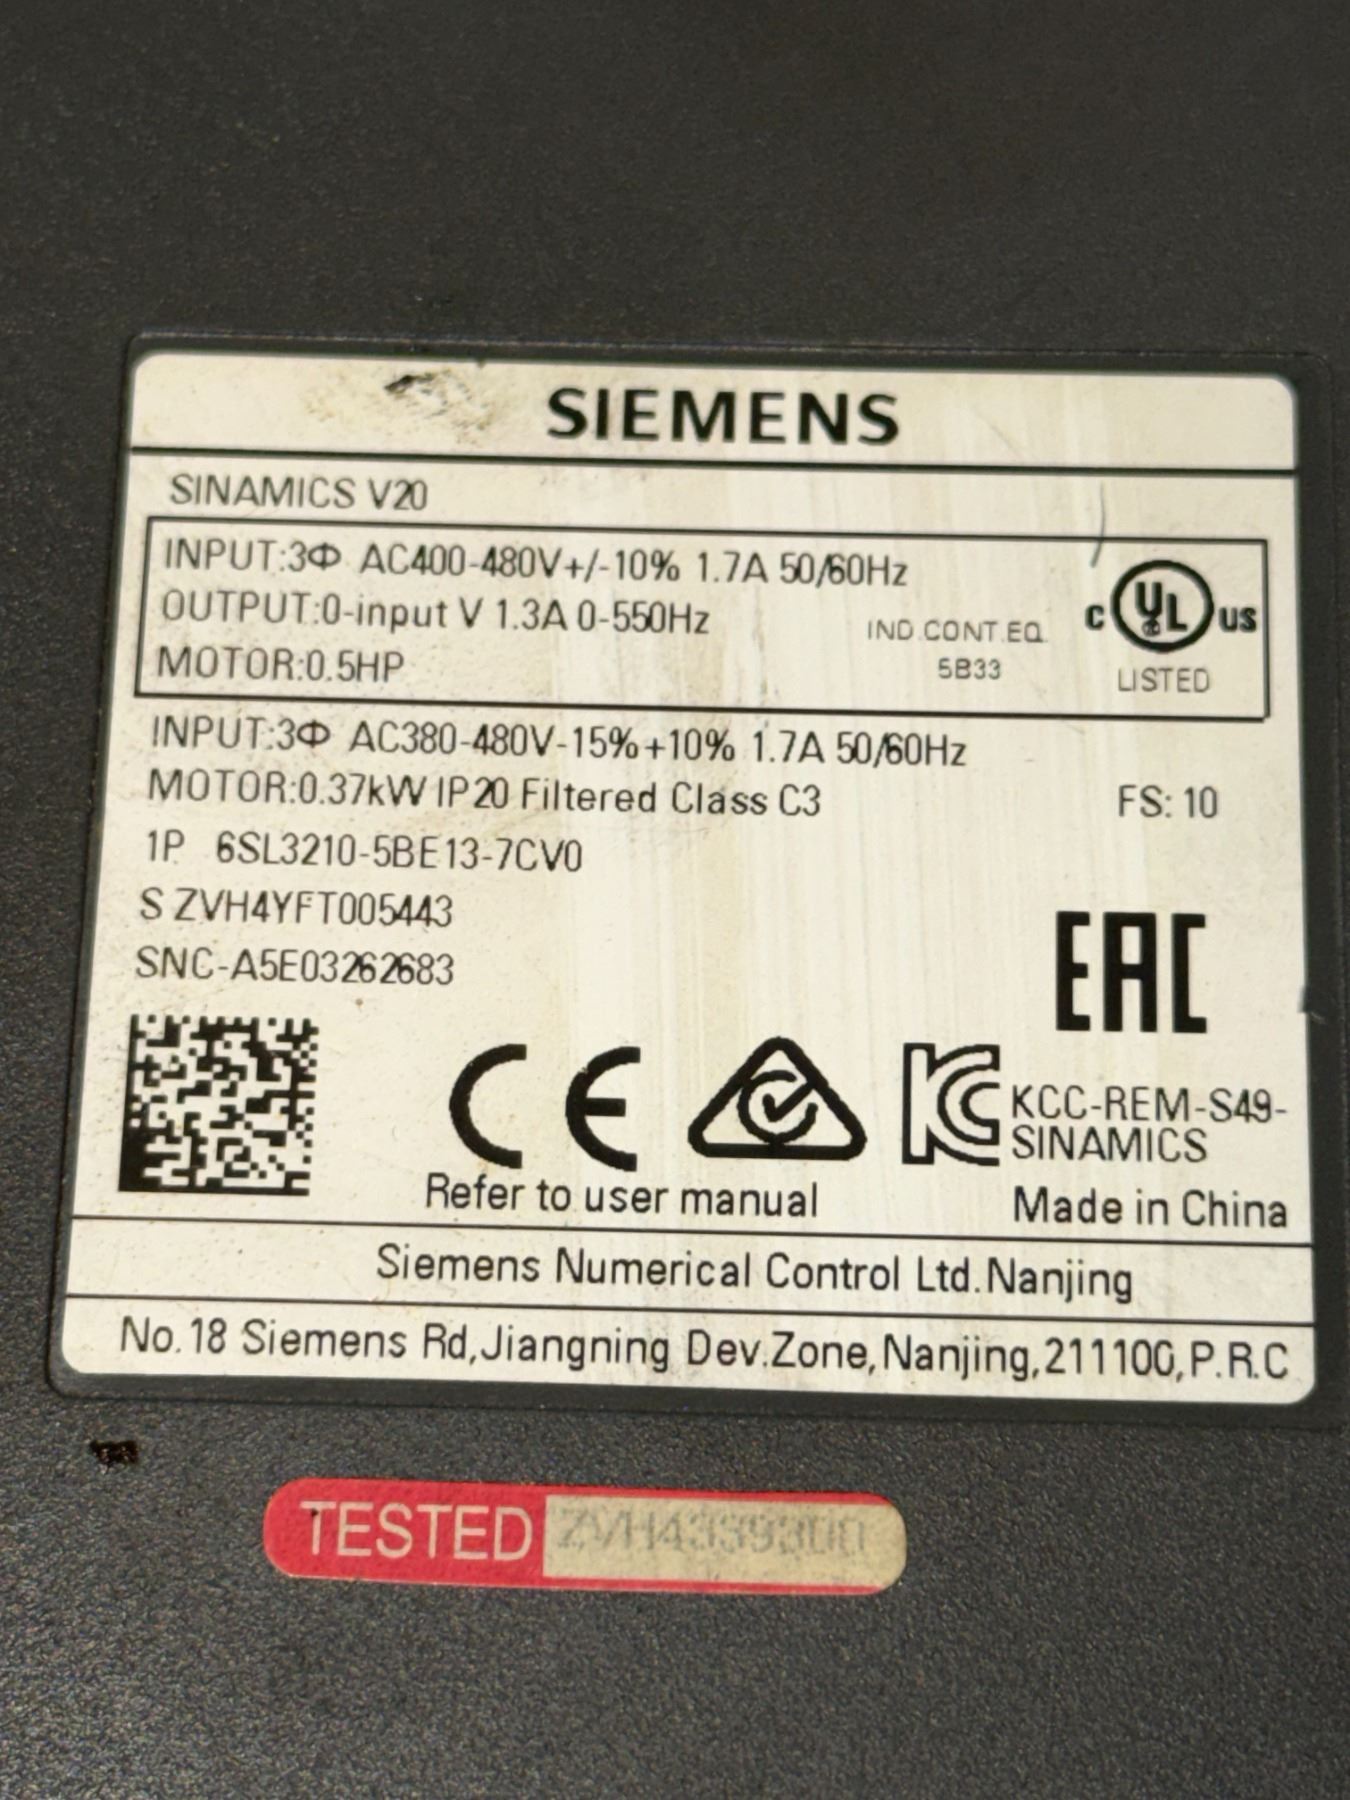 SIEMENS
SINAMICS V20
INPUT:3Φ AC400-480V+/-10% 1.7A 50/60Hz
OUTPUT:0-input V 1.3A 0-550Hz
MOTOR:0.5HP
IND.CONT.EQ.
5B33
C UL US
LISTED
INPUT:3Φ AC380-480V-15%+10% 1.7A 50/60Hz
MOTOR:0.37kW IP20 Filtered Class C3
FS: 10
1P 6SL3210-5BE13-7CV0
S ZVH4YFT005443
SNC-A5E03262683
EAC
CE
KC
KCC-REM-S49-
SINAMICS
Refer to user manual
Made in China
Siemens Numerical Control Ltd.Nanjing
No.18 Siemens Rd,Jiangning Dev.Zone,Nanjing,211100,P.R.C
TESTED